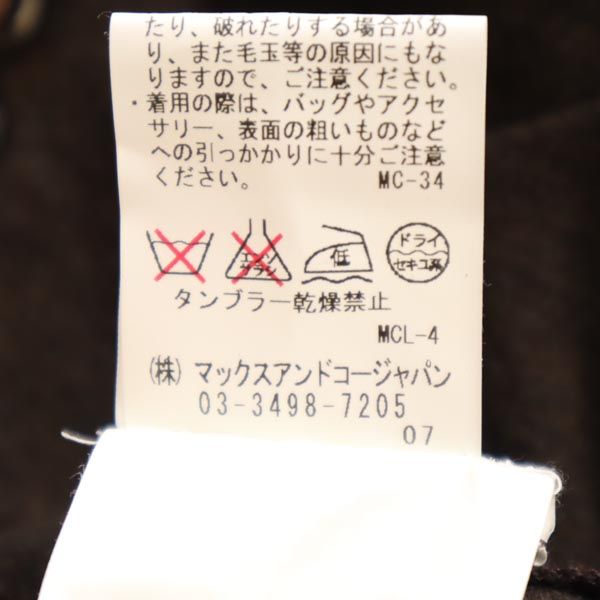 たり、破れたりする場合があ
り、また毛玉等の原因にもな
りますので、ご注意ください。
・着用の際は、バッグやアクセ
サリー、表面の粗いものなど
への引っかかりに十分ご注意
ください。 MC-34
エンソ
サラシ
低
ドライ
セキユ系
タンブラー乾燥禁止
MCL-4
(株) マックスアンドコージャパン
03-3498-7205
07